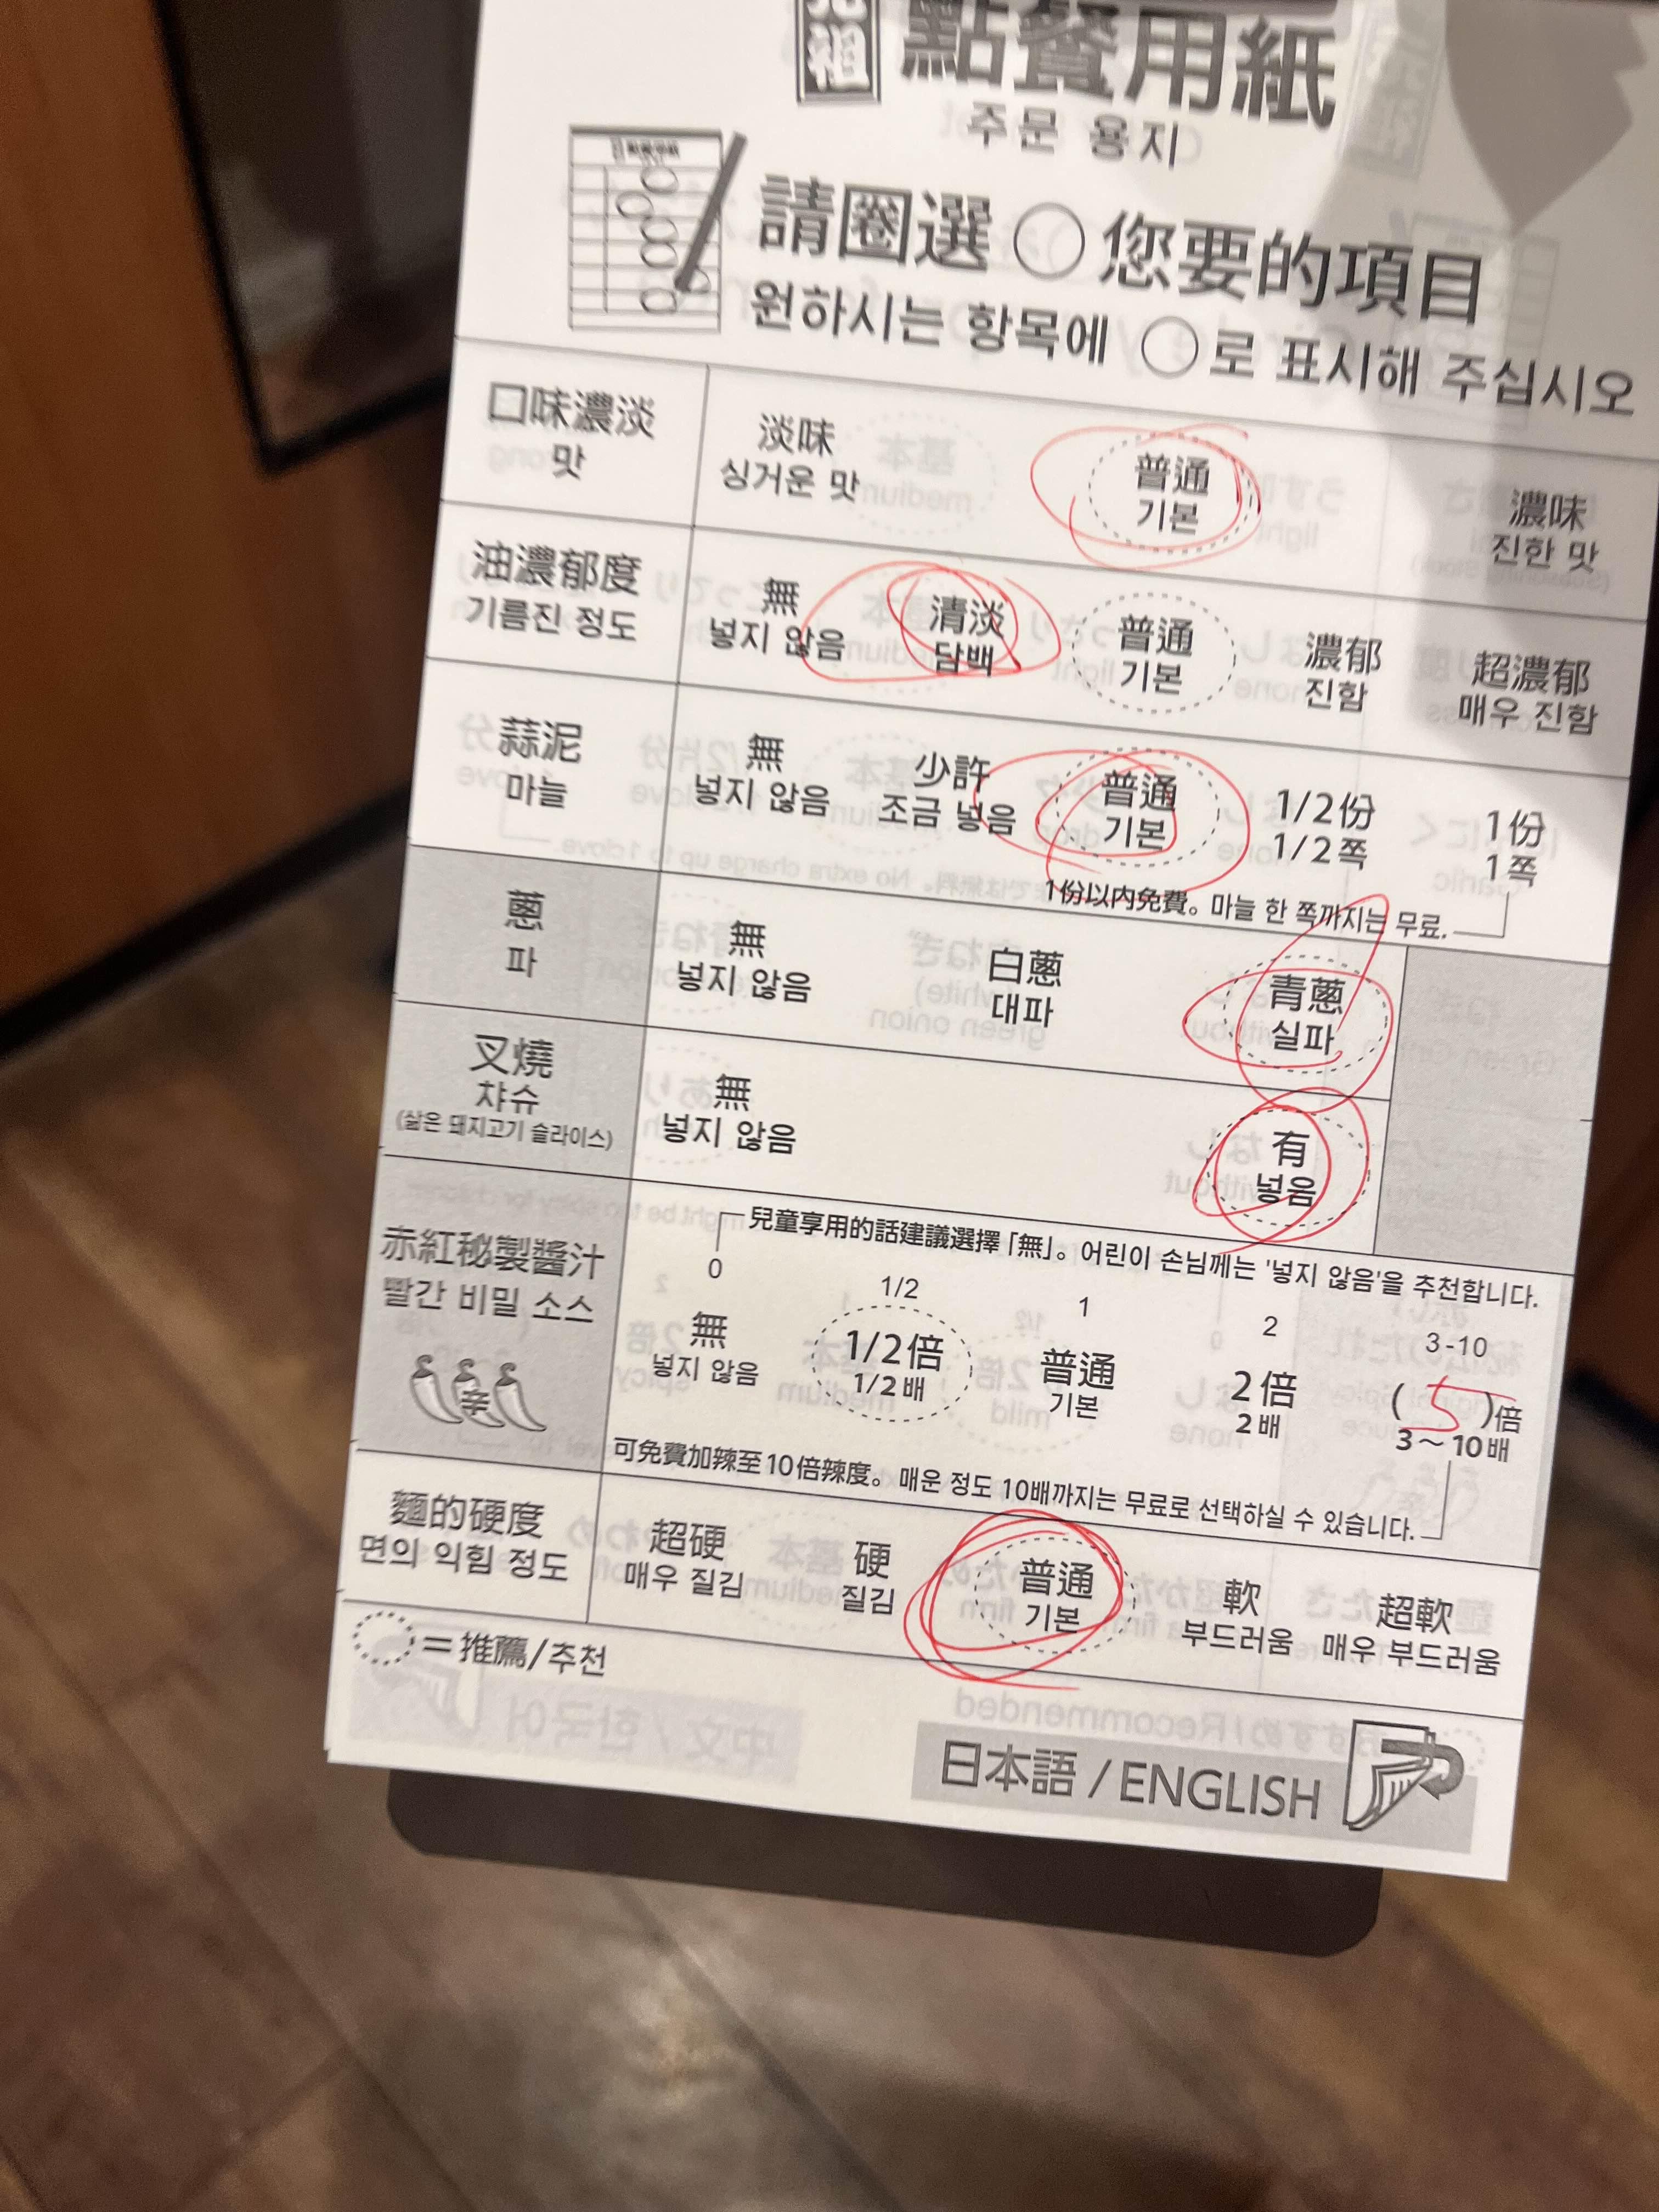 祖 點餐用紙
주문 용지
請圈選○您要的項目
원하시는 항목에 ○로 표시해 주십시오
口味濃淡
맛
淡味
싱거운 맛
普通
기본
濃味
진한 맛
油濃郁度
기름진 정도
無
넣지 않음
清淡
담백
普通
기본
濃郁
진함
超濃郁
매우 진함
蒜泥
마늘
無
넣지 않음
少許
조금 넣음
普通
기본
1/2份
1/2쪽
1份
1쪽
1份以內免費。마늘 한 쪽까지는 무료.
蔥
파
無
넣지 않음
白蔥
대파
青蔥
실파
叉燒
챠슈
(삶은 돼지고기 슬라이스)
無
넣지 않음
有
넣음
赤紅秘製醬汁
빨간 비밀 소스
辛
兒童享用的話建議選擇「無」。어린이 손님께는 '넣지 않음'을 추천합니다.
0
無
넣지 않음
1/2
1/2倍
1/2배
1
普通
기본
2
2倍
2배
3-10
(5)倍
3～10배
可免費加辣至10倍辣度。매운 정도 10배까지는 무료로 선택하실 수 있습니다.
麵的硬度
면의 익힘 정도
超硬
매우 질김
硬
질김
普通
기본
軟
부드러움
超軟
매우 부드러움
＝推薦/추천
日本語 / ENGLISH